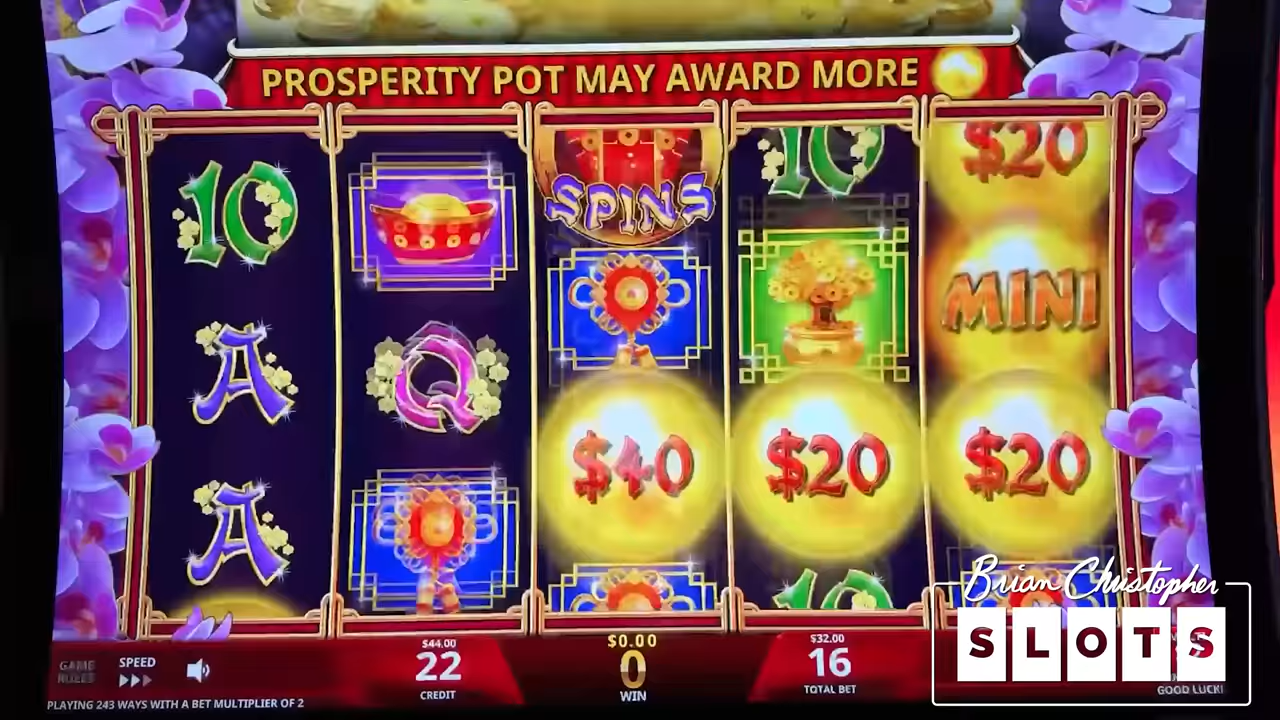 PROSPERITY POT MAY AWARD MORE
10
SPINS
10
$20
MINI
A
Q
$40
$20
$20
A
10
GAME RULES
SPEED
$44.00
22
CREDIT
$0.00
0
WIN
$32.00
16
TOTAL BET
GOOD LUCK!
PLAYING 243 WAYS WITH A BET MULTIPLIER OF 2
Brian Christopher
SLOTS